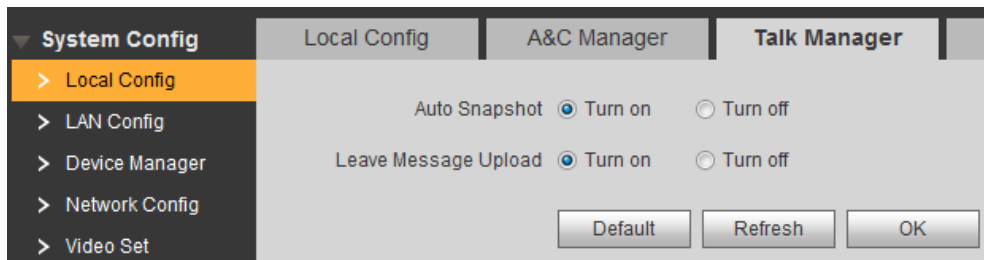 System Config
Local Config
LAN Config
Device Manager
Network Config
Video Set
Local Config A&C Manager Talk Manager
Auto Snapshot Turn on Turn off
Leave Message Upload Turn on Turn off
Default Refresh OK